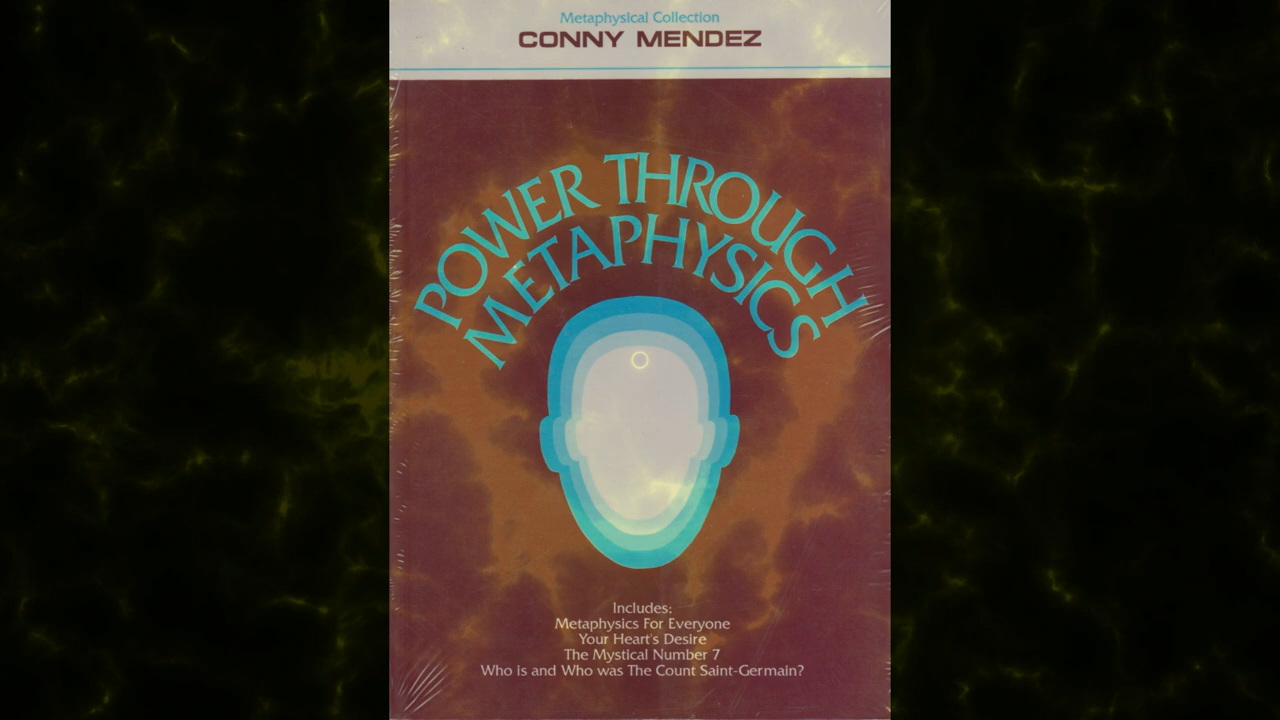 Metaphysical Collection
CONNY MENDEZ
POWER THROUGH
METAPHYSICS
Includes:
Metaphysics For Everyone
Your Heart's Desire
The Mystical Number 7
Who is and Who was The Count Saint-Germain?